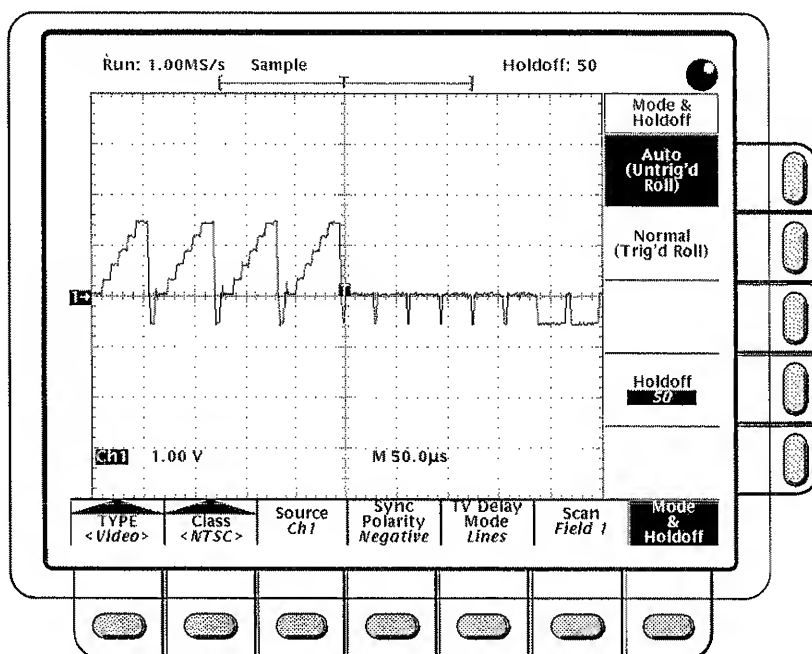 Run: 1.00MS/s Sample Holdoff: 50
Mode &
Holdoff
Auto
(Untrig'd
Roll)
Normal
(Trig'd Roll)
T
1→
Holdoff
50
Ch1 1.00 V M 50.0µs
TYPE
<Video>
Class
<NTSC>
Source
Ch1
Sync
Polarity
Negative
TV Delay
Mode
Lines
Scan
Field 1
Mode
&
Holdoff